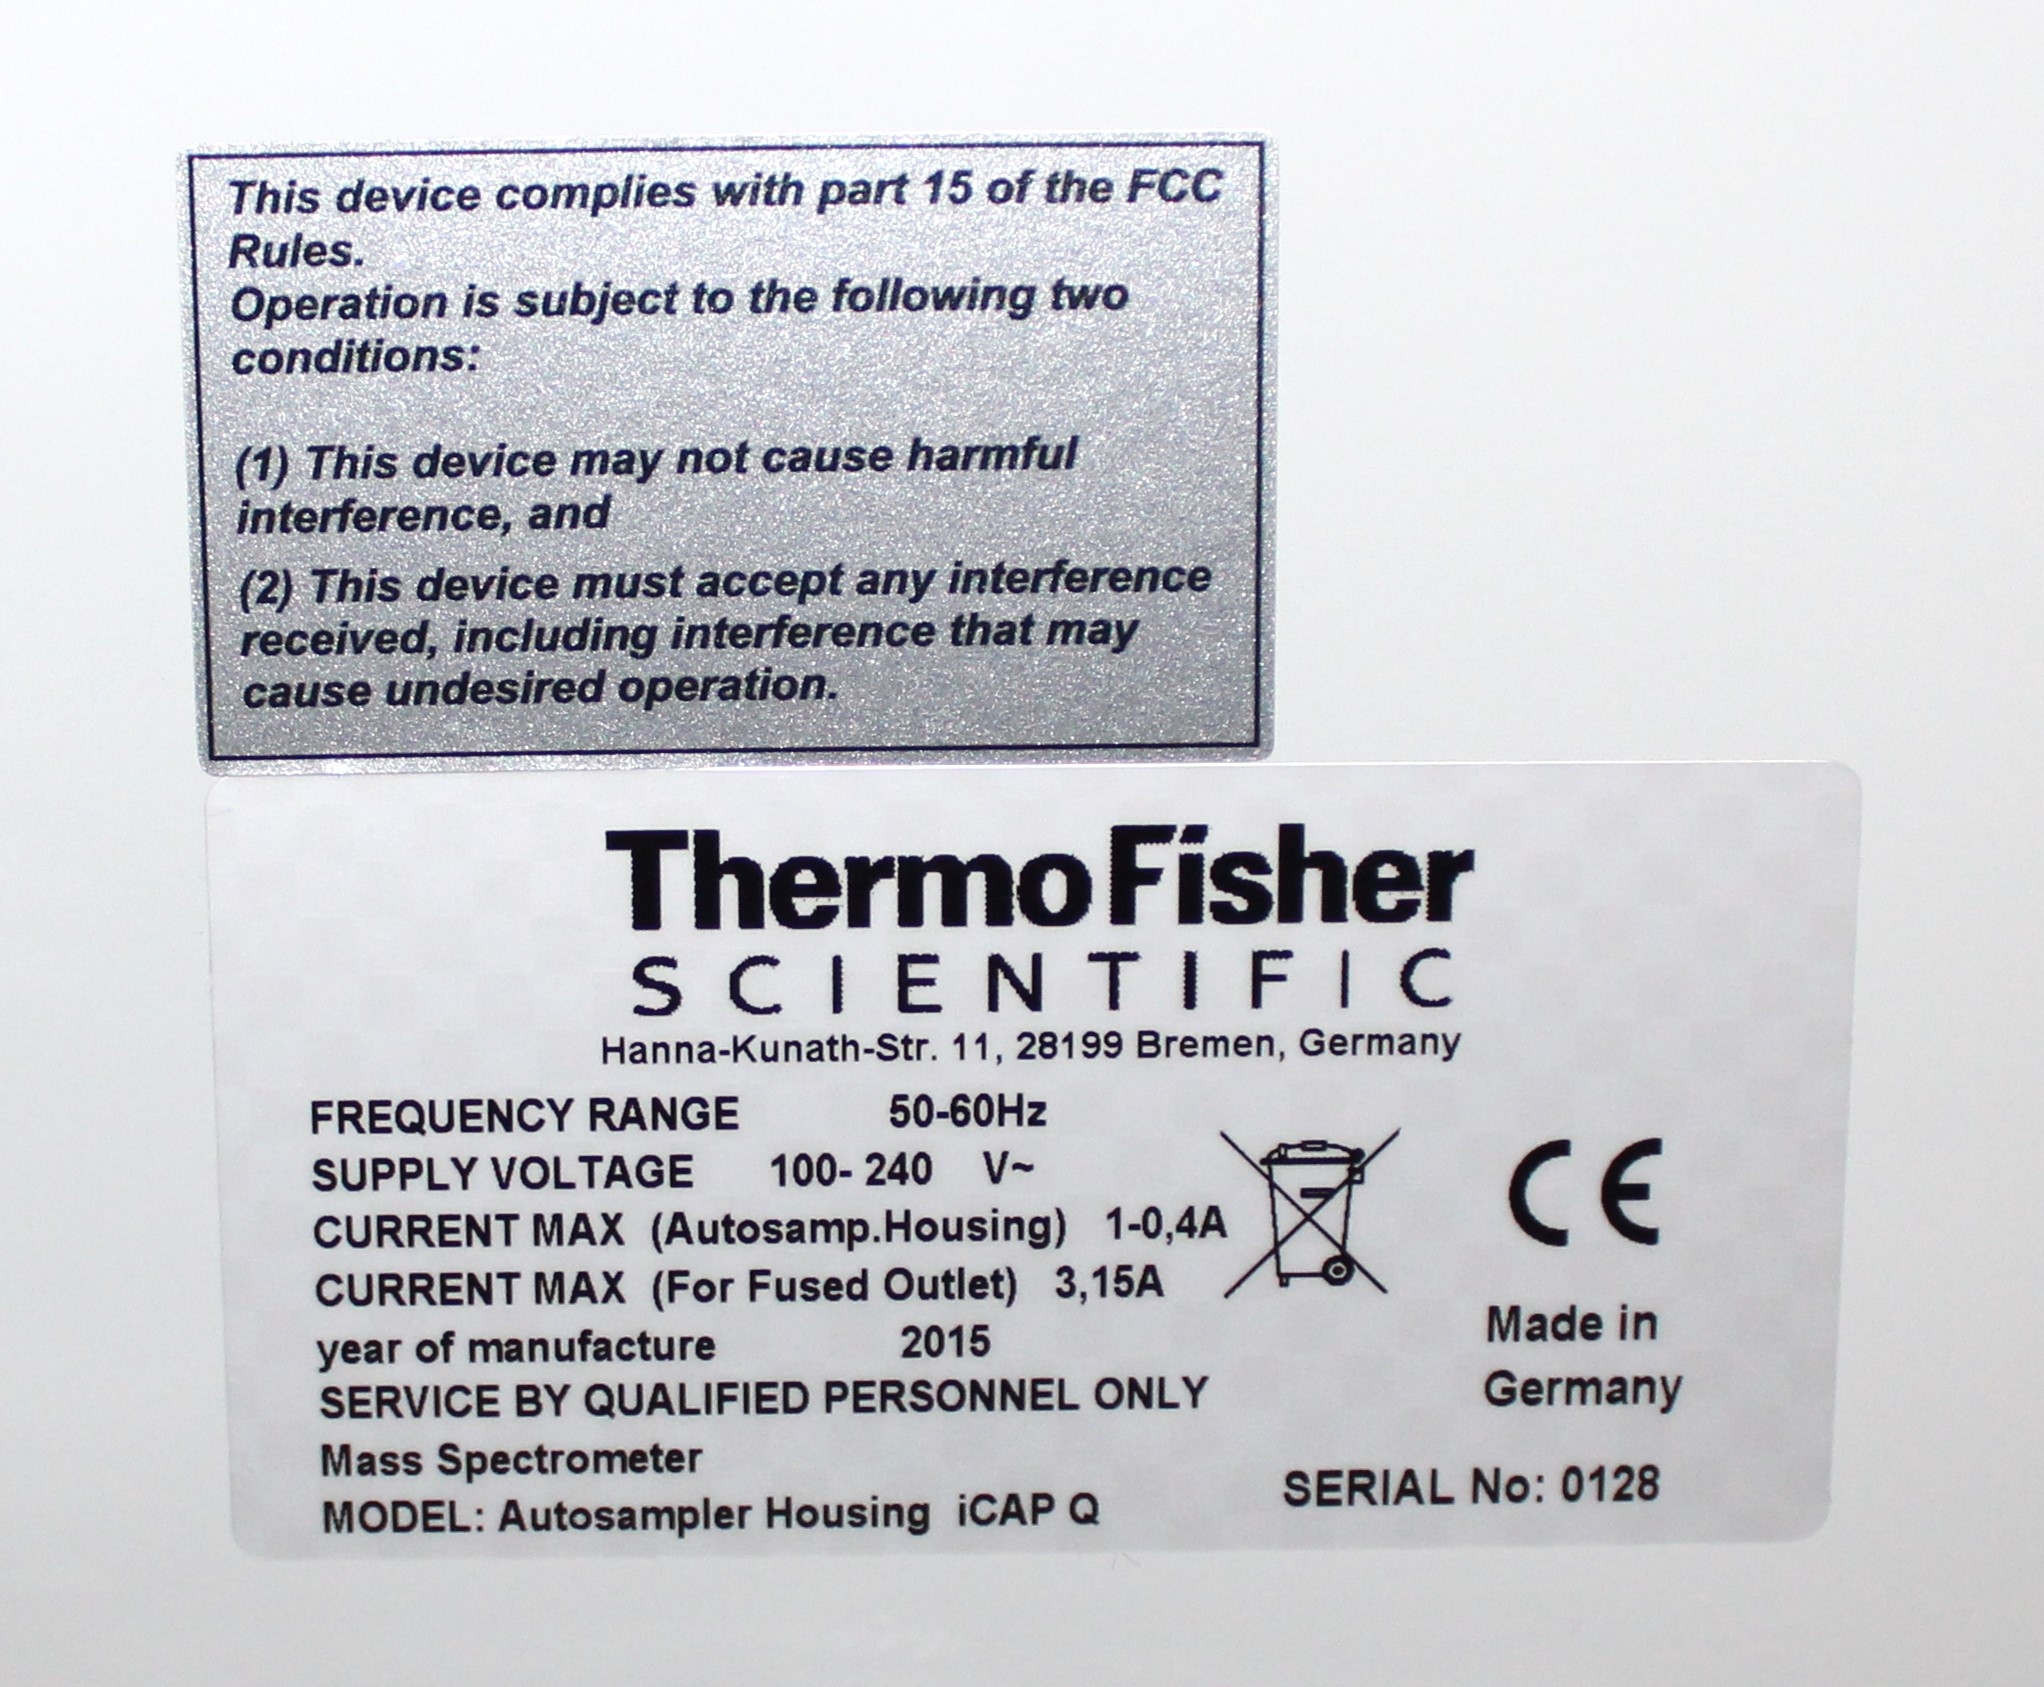 This device complies with part 15 of the FCC
Rules.
Operation is subject to the following two
conditions:
(1) This device may not cause harmful
interference, and
(2) This device must accept any interference
received, including interference that may
cause undesired operation.
Thermo Fisher
SCIENTIFIC
Hanna-Kunath-Str. 11, 28199 Bremen, Germany
FREQUENCY RANGE 50-60Hz
SUPPLY VOLTAGE 100- 240 V~
CURRENT MAX (Autosamp.Housing) 1-0,4A
CURRENT MAX (For Fused Outlet) 3,15A
year of manufacture 2015
SERVICE BY QUALIFIED PERSONNEL ONLY
Mass Spectrometer
MODEL: Autosampler Housing iCAP Q
CE
Made in
Germany
SERIAL No: 0128